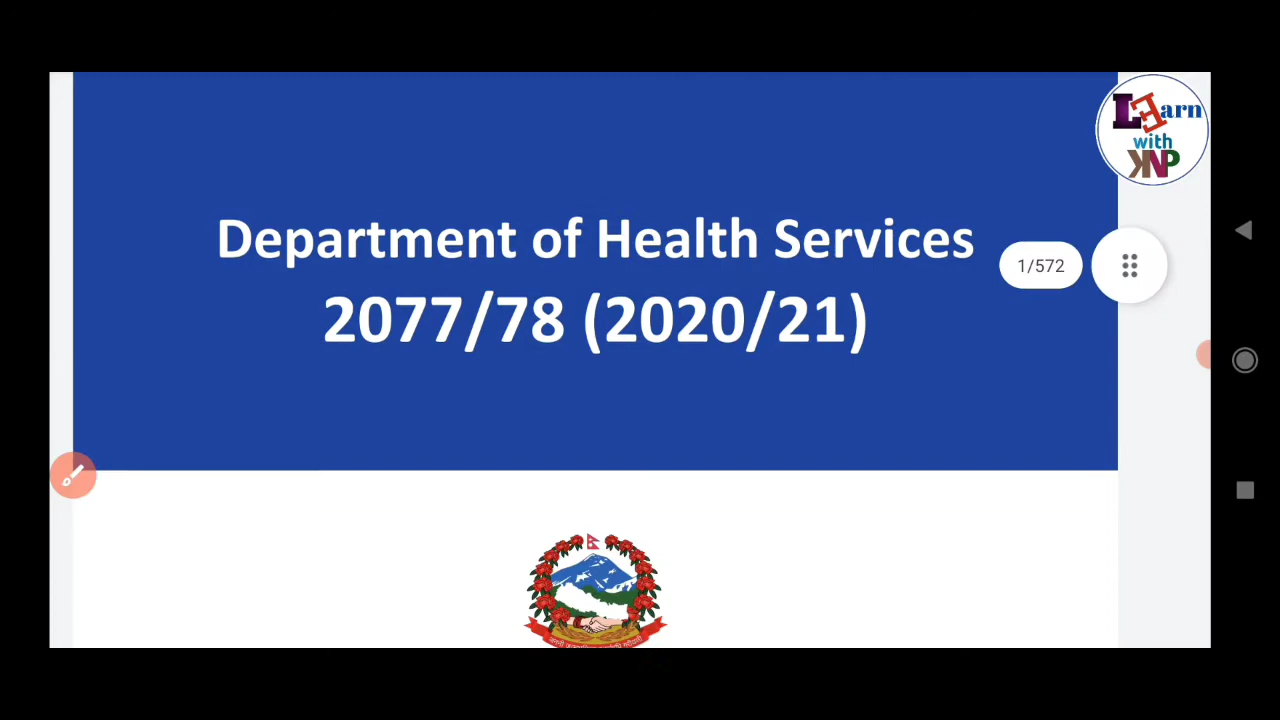 LEarn
with
KNP
Department of Health Services
1/572
2077/78 (2020/21)